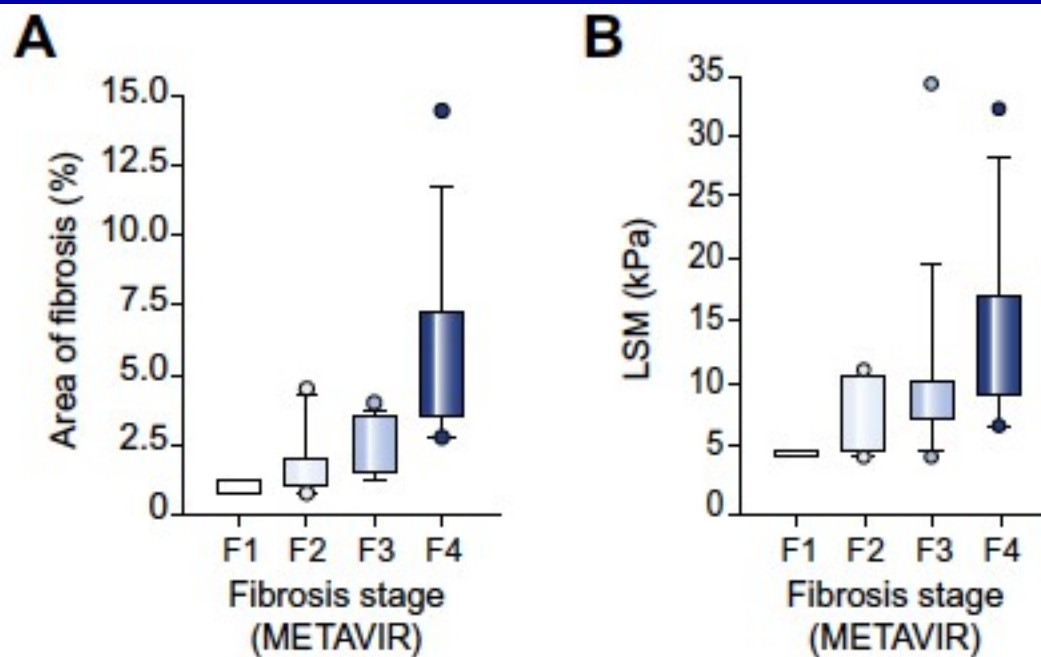 A
Area of fibrosis (%)
15.0
12.5
10.0
7.5
5.0
2.5
0
F1 F2 F3 F4
Fibrosis stage
(METAVIR)
B
LSM (kPa)
35
30
25
20
15
10
5
0
F1 F2 F3 F4
Fibrosis stage
(METAVIR)